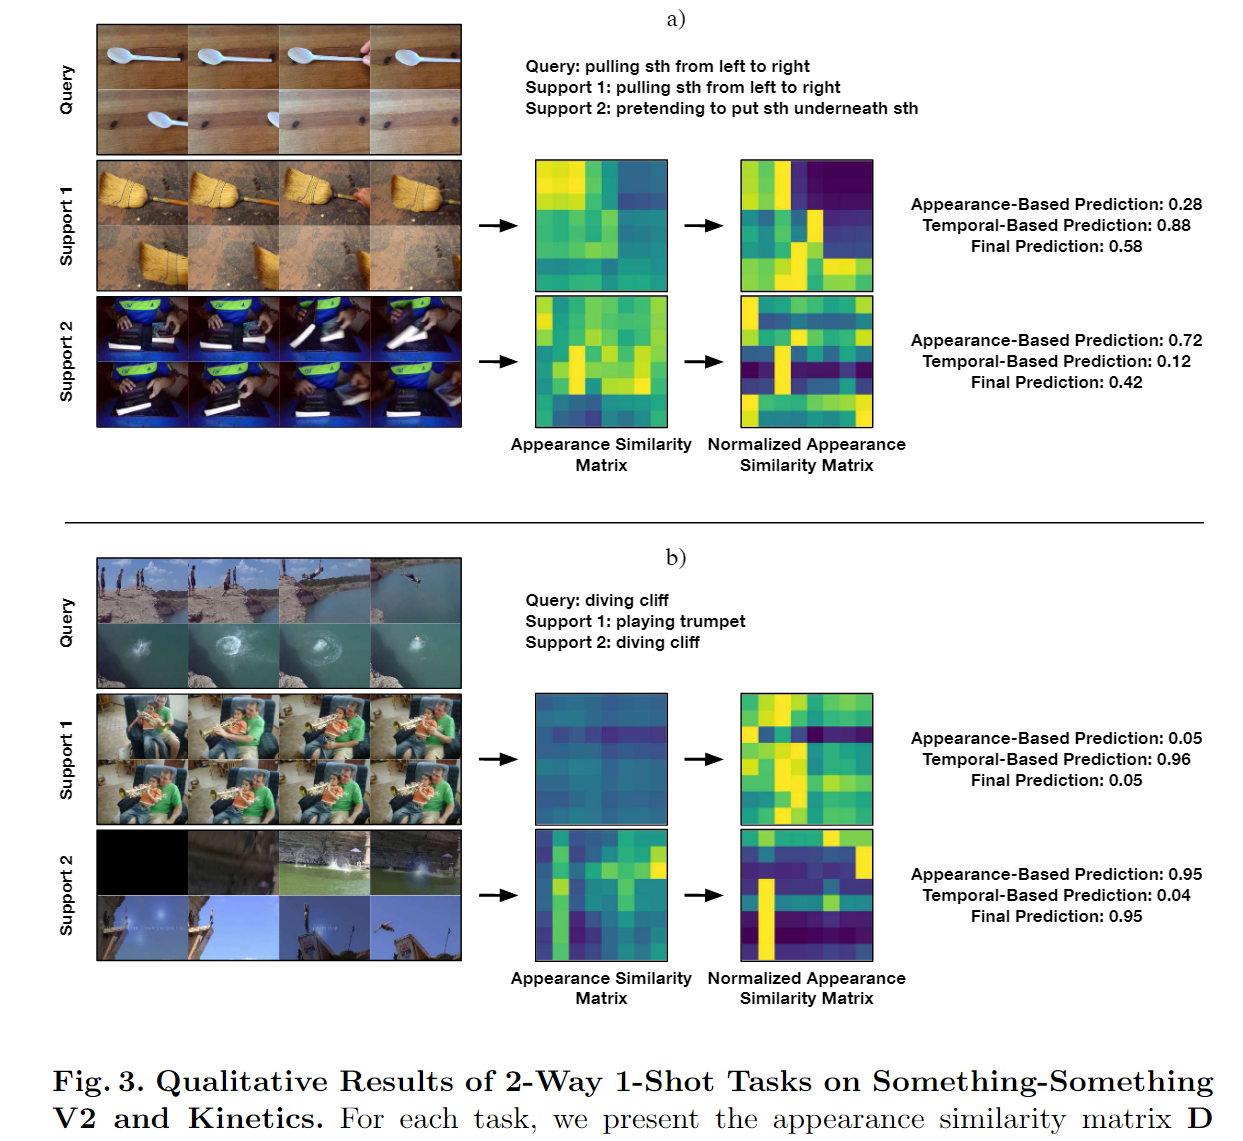 a)
Query
Query: pulling sth from left to right
Support 1: pulling sth from left to right
Support 2: pretending to put sth underneath sth
Support 1
Appearance-Based Prediction: 0.28
Temporal-Based Prediction: 0.88
Final Prediction: 0.58
Support 2
Appearance-Based Prediction: 0.72
Temporal-Based Prediction: 0.12
Final Prediction: 0.42
Appearance Similarity
Matrix
Normalized Appearance
Similarity Matrix
b)
Query
Query: diving cliff
Support 1: playing trumpet
Support 2: diving cliff
Support 1
Appearance-Based Prediction: 0.05
Temporal-Based Prediction: 0.96
Final Prediction: 0.05
Support 2
Appearance-Based Prediction: 0.95
Temporal-Based Prediction: 0.04
Final Prediction: 0.95
Appearance Similarity
Matrix
Normalized Appearance
Similarity Matrix
Fig. 3. Qualitative Results of 2-Way 1-Shot Tasks on Something-Something
V2 and Kinetics. For each task, we present the appearance similarity matrix D